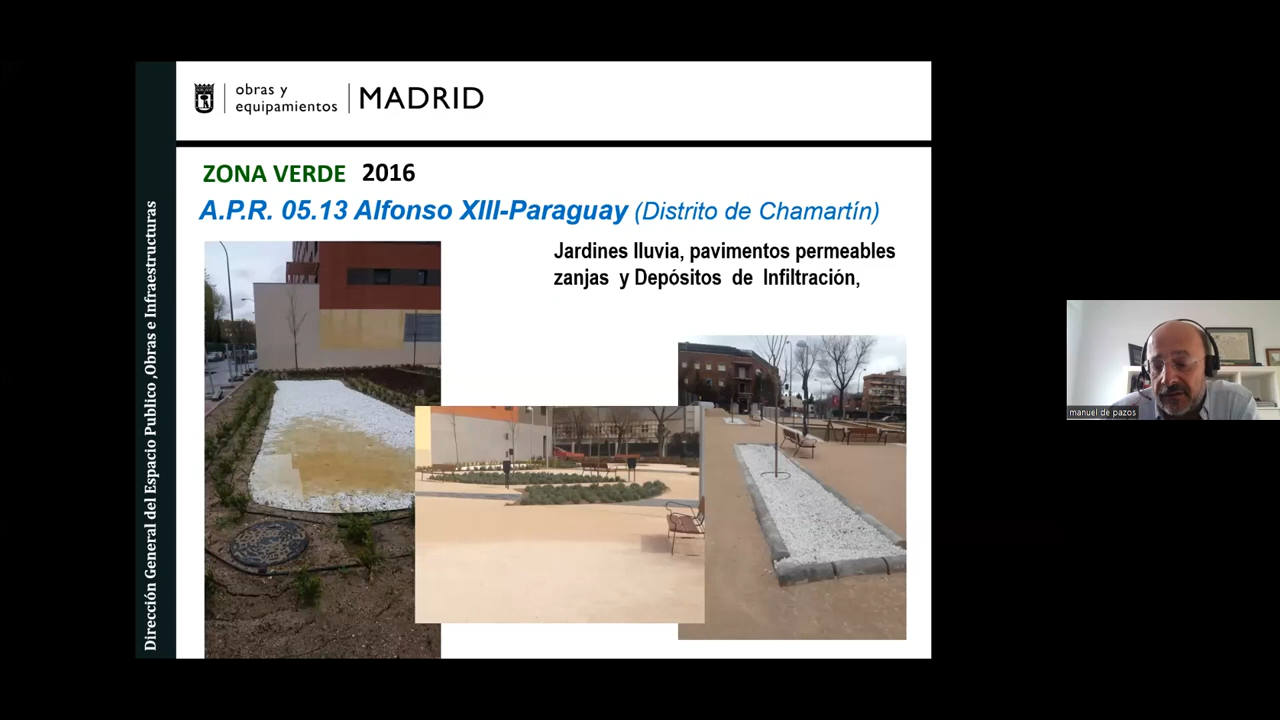 obras y
equipamientos
MADRID
ZONA VERDE 2016
A.P.R. 05.13 Alfonso XIII-Paraguay (Distrito de Chamartín)
Jardines lluvia, pavimentos permeables
zanjas y Depósitos de Infiltración,
Dirección General del Espacio Publico ,Obras e Infraestructuras
manuel de pazos